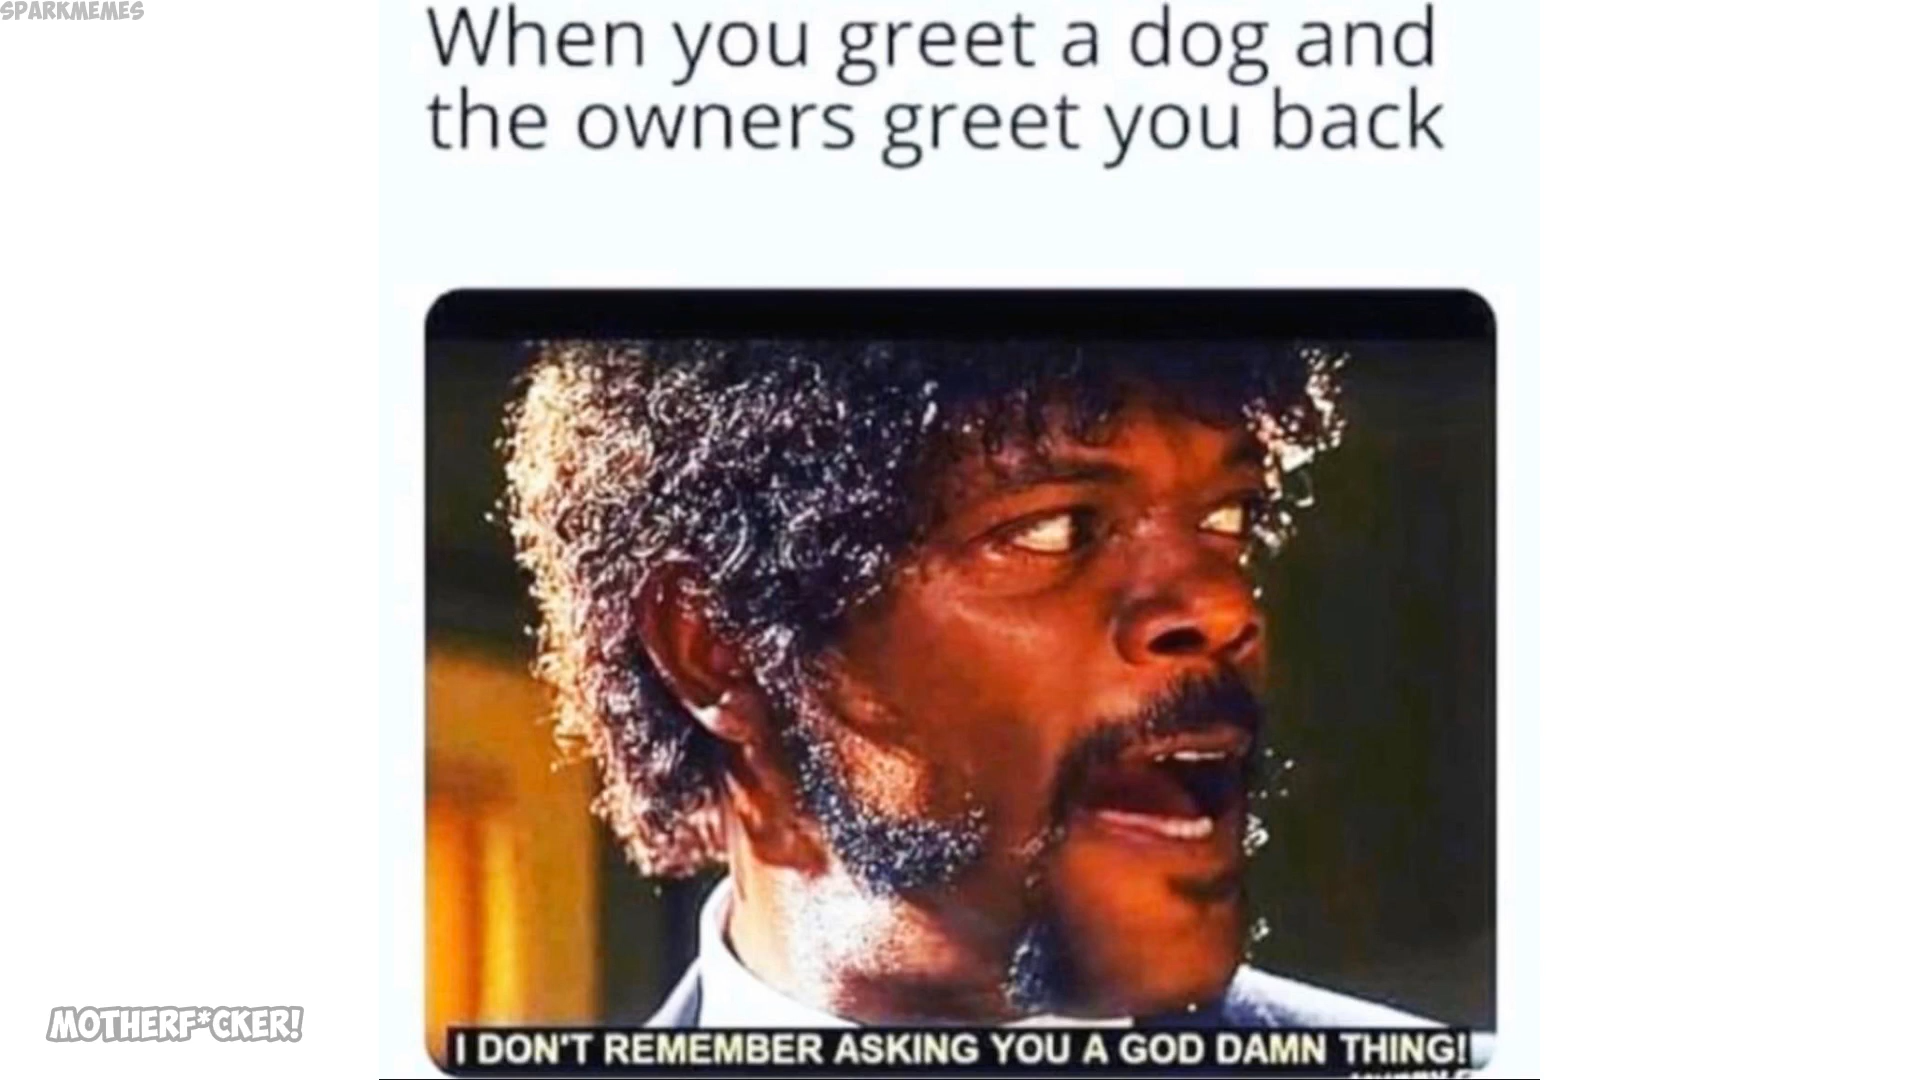 SPARKMEMES
When you greet a dog and
the owners greet you back
MOTHERF*CKER!
I DON'T REMEMBER ASKING YOU A GOD DAMN THING!